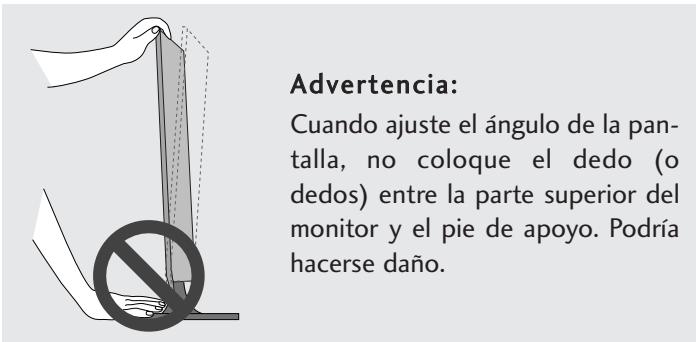 Advertencia:
Cuando ajuste el ángulo de la pan-
talla, no coloque el dedo (o
dedos) entre la parte superior del
monitor y el pie de apoyo. Podría
hacerse daño.